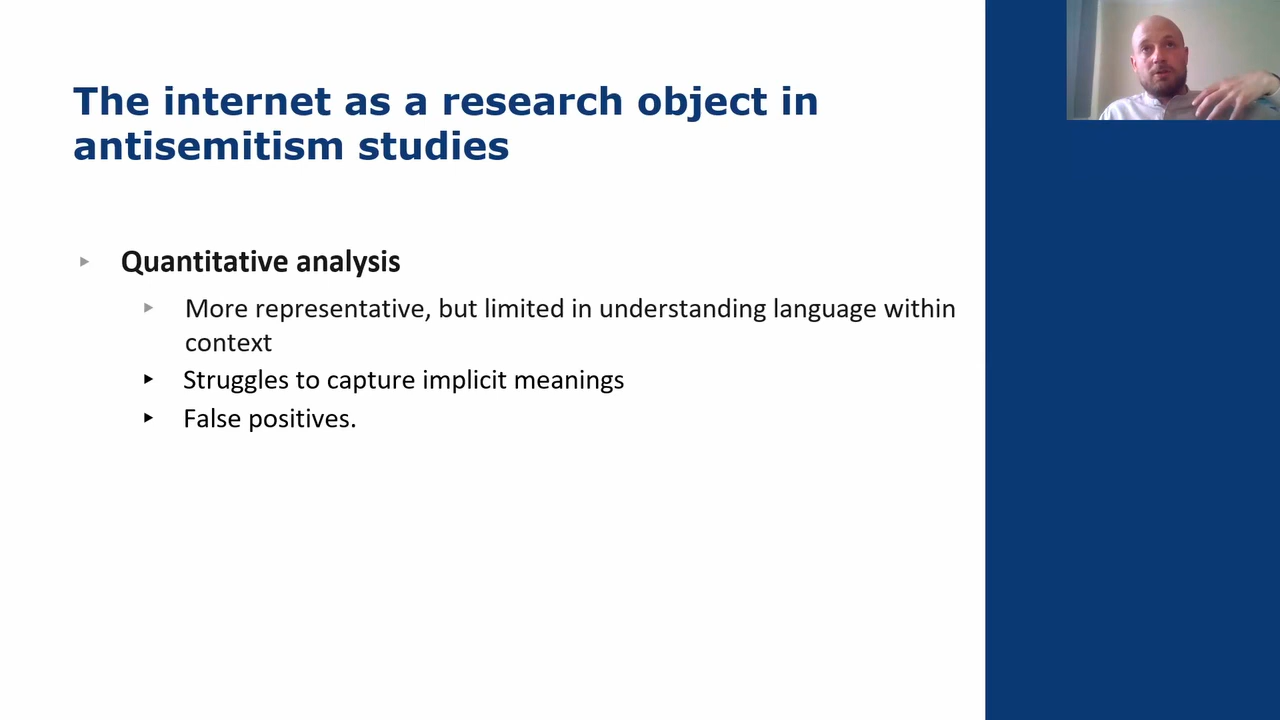 The internet as a research object in
antisemitism studies
Quantitative analysis
More representative, but limited in understanding language within
context
Struggles to capture implicit meanings
False positives.